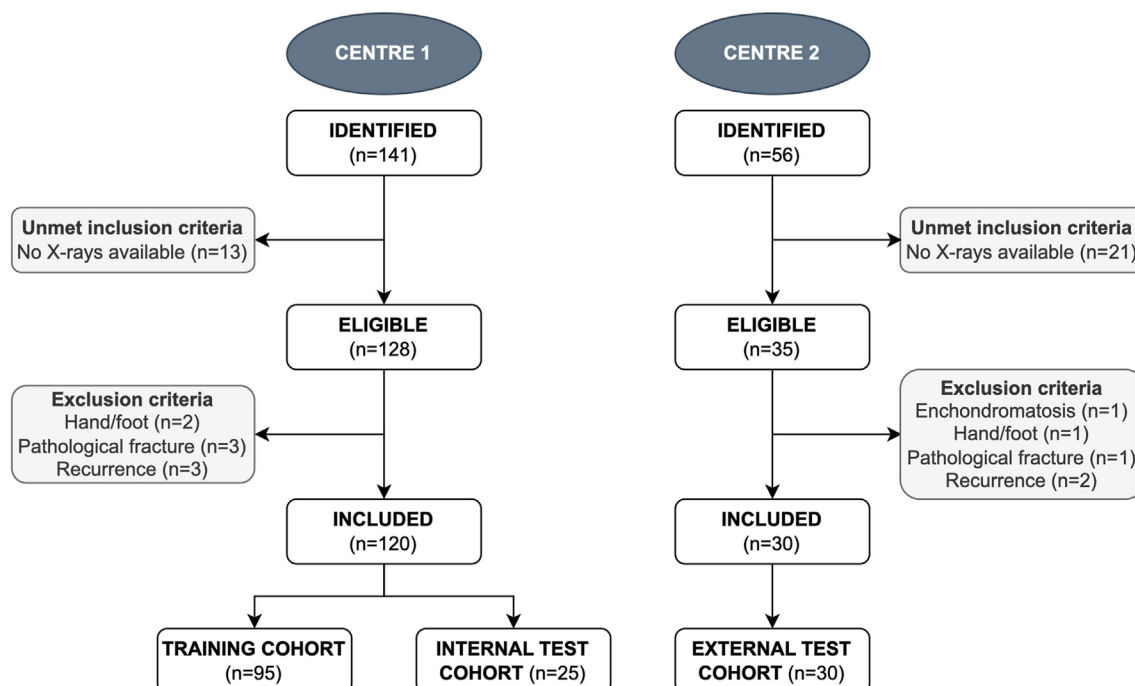 CENTRE 1
IDENTIFIED
(n=141)
Unmet inclusion criteria
No X-rays available (n=13)
ELIGIBLE
(n=128)
Exclusion criteria
Hand/foot (n=2)
Pathological fracture (n=3)
Recurrence (n=3)
INCLUDED
(n=120)
TRAINING COHORT
(n=95)
INTERNAL TEST
COHORT (n=25)
CENTRE 2
IDENTIFIED
(n=56)
Unmet inclusion criteria
No X-rays available (n=21)
ELIGIBLE
(n=35)
Exclusion criteria
Enchondromatosis (n=1)
Hand/foot (n=1)
Pathological fracture (n=1)
Recurrence (n=2)
INCLUDED
(n=30)
EXTERNAL TEST
COHORT (n=30)